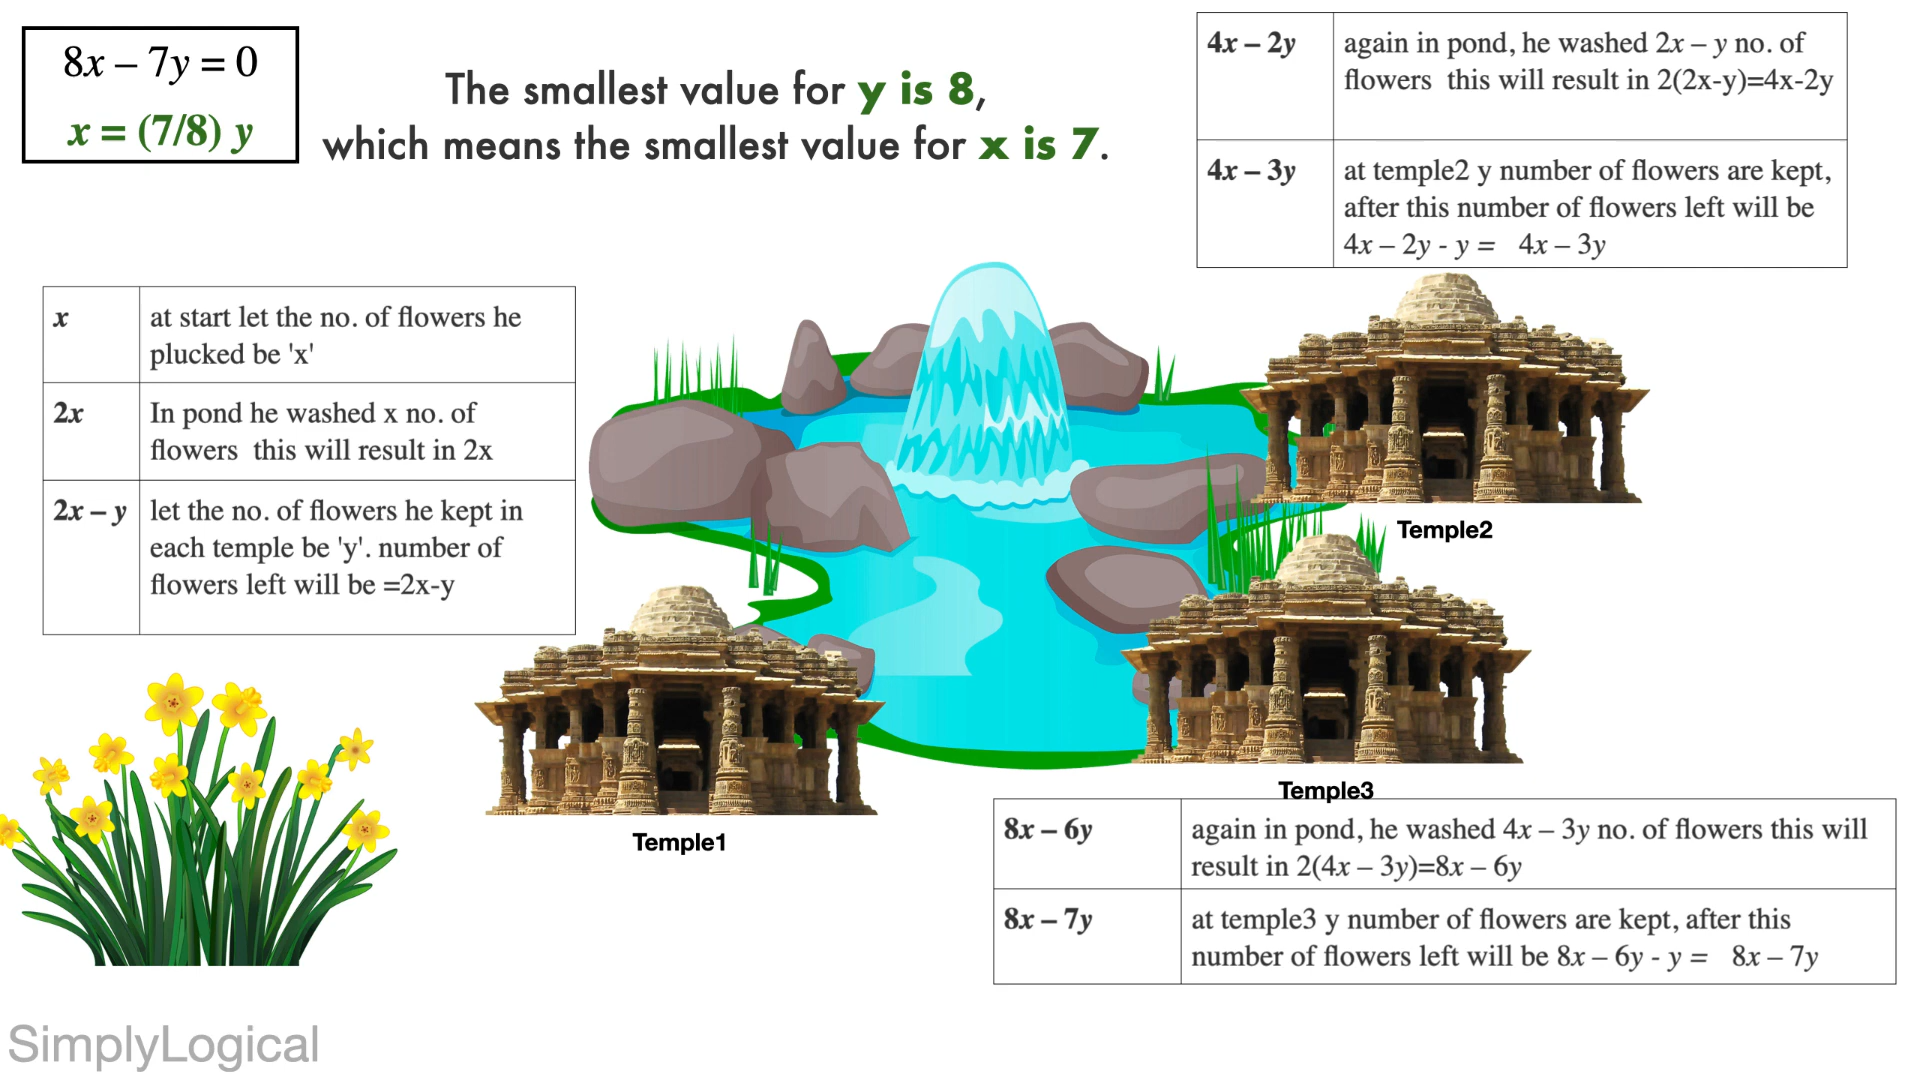 8x – 7y = 0
x = (7/8) y
The smallest value for y is 8,
which means the smallest value for x is 7.
4x – 2y
again in pond, he washed 2x – y no. of
flowers this will result in 2(2x-y)=4x-2y
4x – 3y
at temple2 y number of flowers are kept,
after this number of flowers left will be
4x – 2y - y = 4x – 3y
x
at start let the no. of flowers he
plucked be 'x'
2x
In pond he washed x no. of
flowers this will result in 2x
2x – y
let the no. of flowers he kept in
each temple be 'y'. number of
flowers left will be =2x-y
Temple2
Temple3
Temple1
8x – 6y
again in pond, he washed 4x – 3y no. of flowers this will
result in 2(4x – 3y)=8x – 6y
8x – 7y
at temple3 y number of flowers are kept, after this
number of flowers left will be 8x – 6y - y = 8x – 7y
SimplyLogical